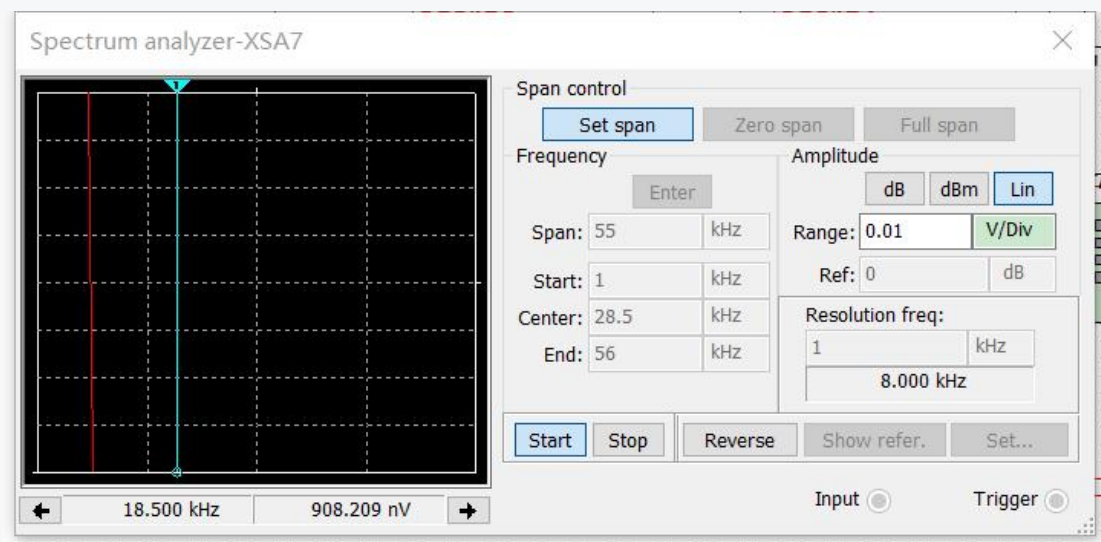 Spectrum analyzer-XSA7
1
Span control
Set span Zero span Full span
Frequency
Enter
Span: 55 kHz
Start: 1 kHz
Center: 28.5 kHz
End: 56 kHz
Amplitude
dB dBm Lin
Range: 0.01 V/Div
Ref: 0 dB
Resolution freq:
1 kHz
8.000 kHz
Start Stop Reverse Show refer. Set...
18.500 kHz 908.209 nV
Input Trigger